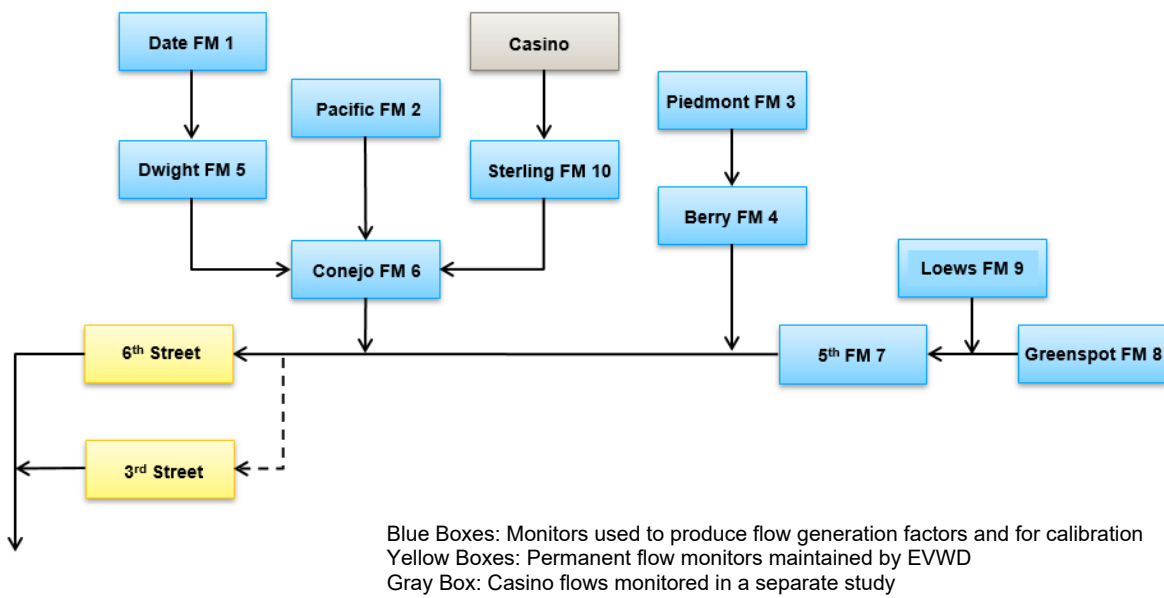 Date FM 1
Casino
Pacific FM 2
Piedmont FM 3
Dwight FM 5
Sterling FM 10
Berry FM 4
Conejo FM 6
Loews FM 9
6th Street
5th FM 7
Greenspot FM 8
3rd Street
Blue Boxes: Monitors used to produce flow generation factors and for calibration
Yellow Boxes: Permanent flow monitors maintained by EVWD
Gray Box: Casino flows monitored in a separate study